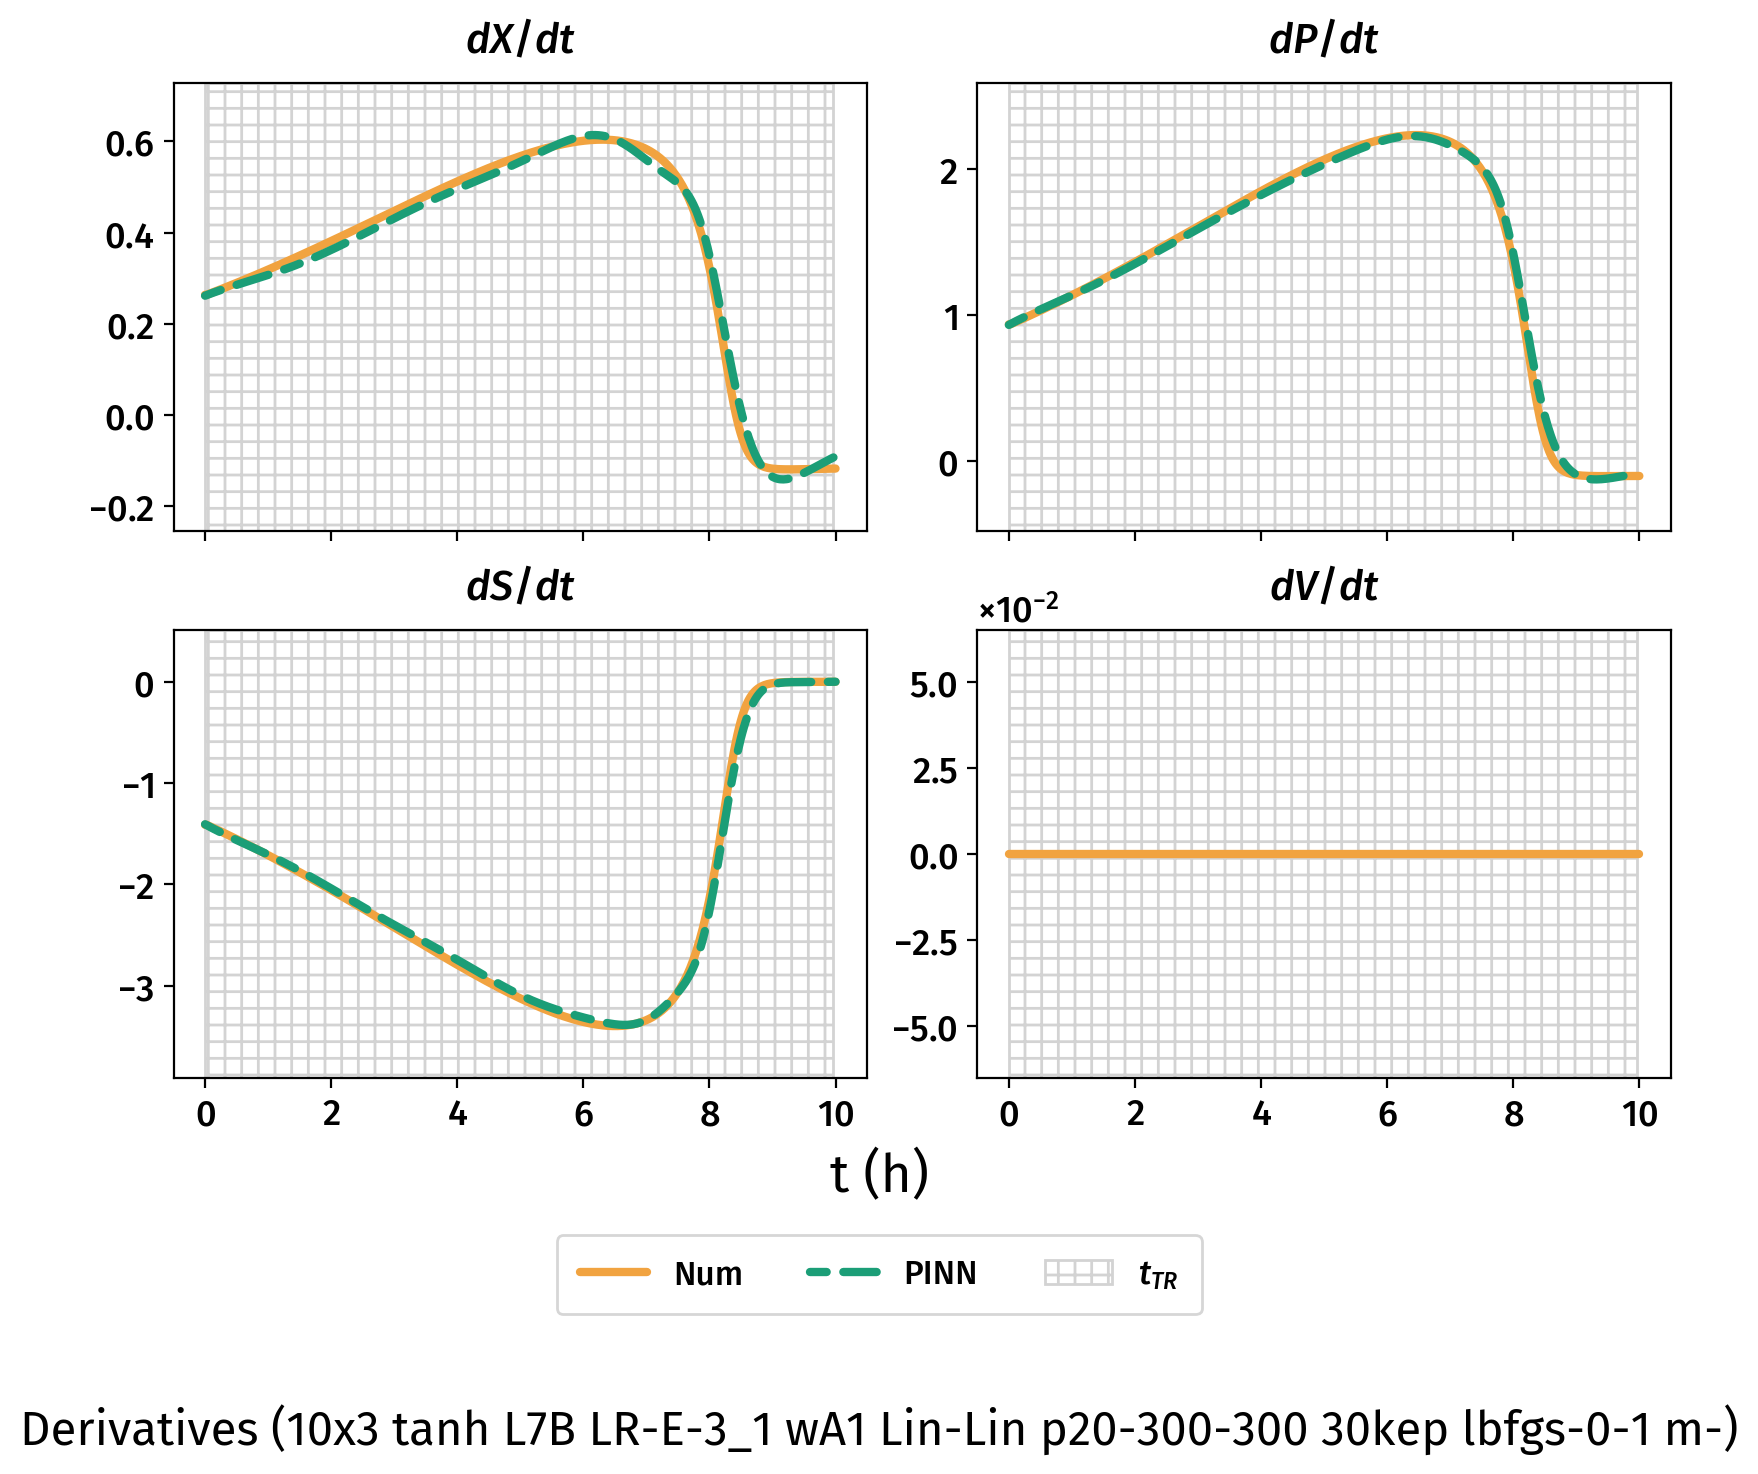 dX/dt
dP/dt
0.6
0.4
0.2
0.0
−0.2
2
1
0
dS/dt
dV/dt
×10⁻²
0
−1
−2
−3
5.0
2.5
0.0
−2.5
−5.0
0 2 4 6 8 10
0 2 4 6 8 10
t (h)
Num PINN t_TR
Derivatives (10x3 tanh L7B LR-E-3_1 wA1 Lin-Lin p20-300-300 30kep lbfgs-0-1 m-)